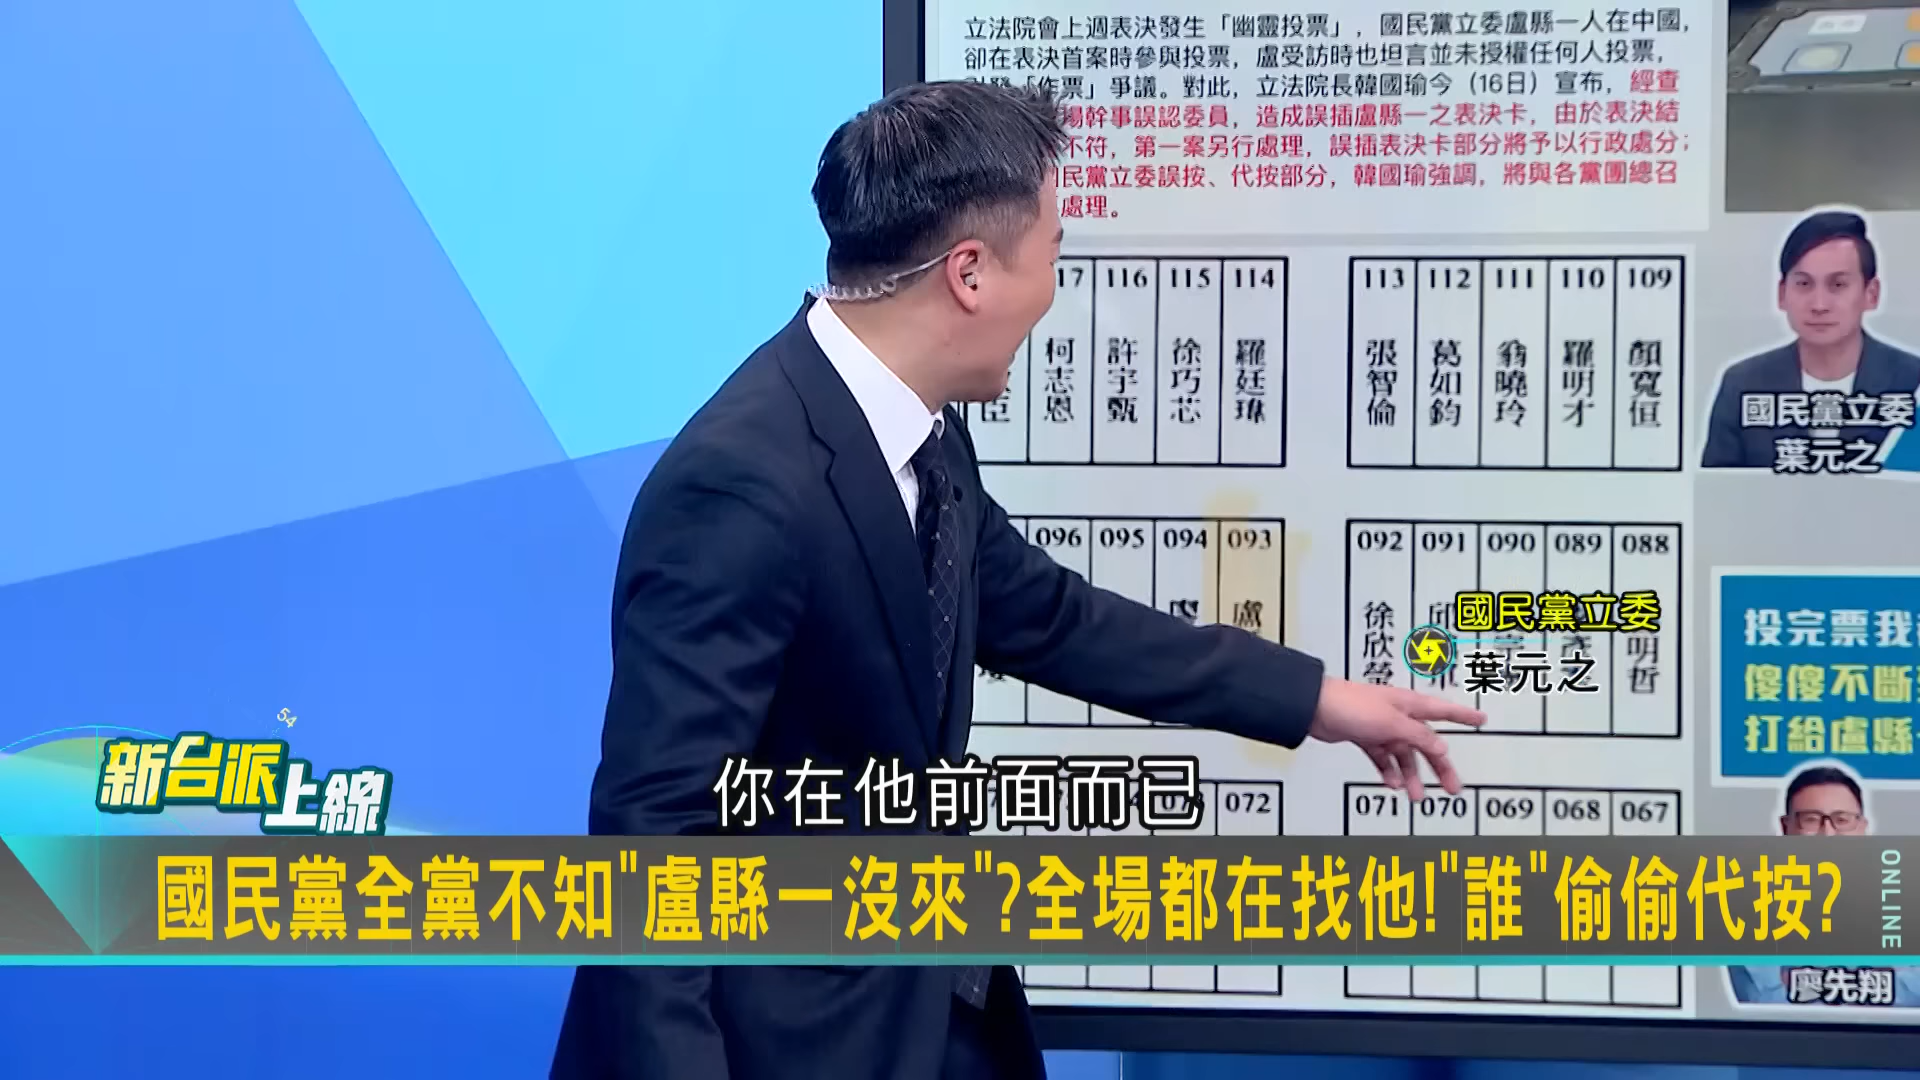 立法院會上週表決發生「幽靈投票」，國民黨立委盧縣一人在中國，
卻在表決首案時參與投票，盧受訪時也坦言並未授權任何人投票，
「作票」爭議。對此，立法院長韓國瑜今（16日）宣布，經查
場幹事誤認委員，造成誤插盧縣一之表決卡，由於表決結
不符，第一案另行處理，誤插表決卡部分將予以行政處分；
國民黨立委誤按、代按部分，韓國瑜強調，將與各黨團總召
處理。
17 116 115 114 113 112 111 110 109
臣 柯志恩 許宇甄 徐巧芯 羅廷瑋 張智倫 葛如鈞 翁曉玲 羅明才 顏寬恒
國民黨立委
葉元之
096 095 094 093 092 091 090 089 088
廖 盧 徐欣瑩 邱 宗 明哲
國民黨立委
葉元之
投完票我
傻傻不斷
打給盧縣
54
新台派上線
你在他前面而已
072 071 070 069 068 067
國民黨全黨不知"盧縣一沒來"?全場都在找他!"誰"偷偷代按?
ONLINE
廖先翔